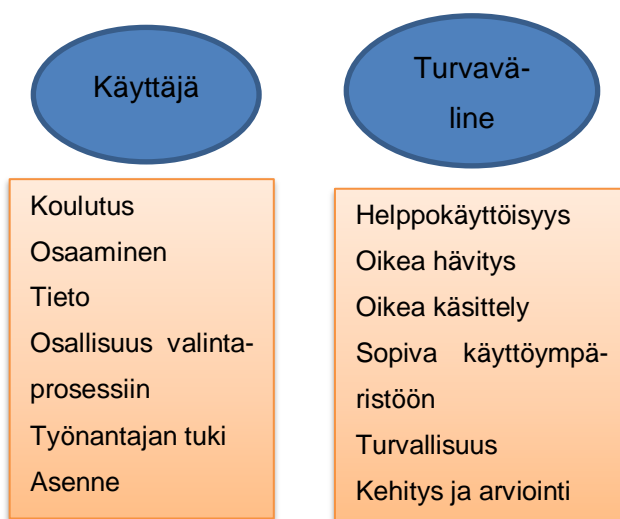 Käyttäjä
Koulutus
Osaaminen
Tieto
Osallisuus valinta-
prosessiin
Työnantajan tuki
Asenne
Turvavä-
line
Helppokäyttöisyys
Oikea hävitys
Oikea käsittely
Sopiva käyttöympä-
ristöön
Turvallisuus
Kehitys ja arviointi